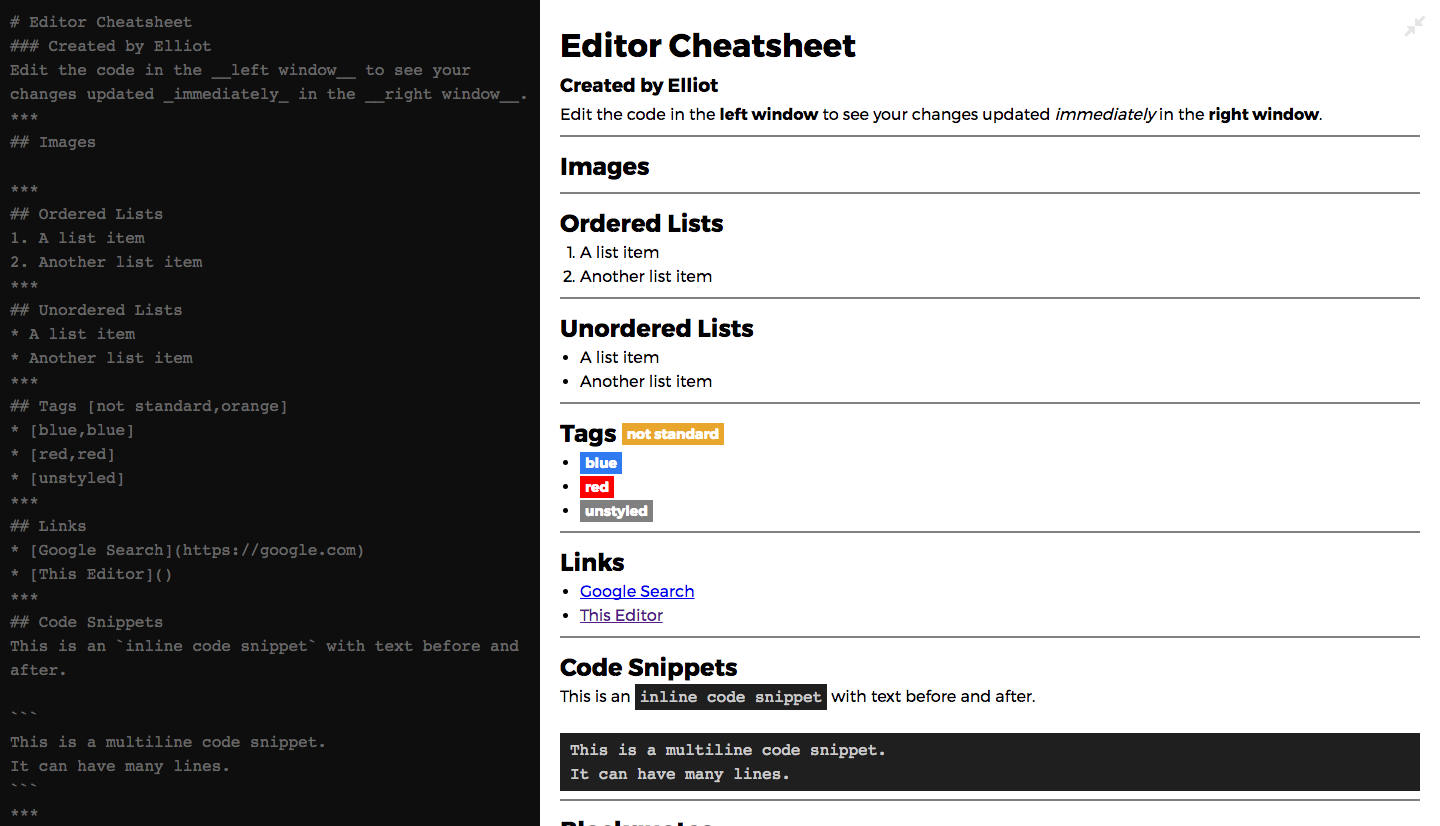 # Editor Cheatsheet
### Created by Elliot
Edit the code in the __left window__ to see your
changes updated _immediately_ in the __right window__.
***
## Images
***
## Ordered Lists
1. A list item
2. Another list item
***
## Unordered Lists
* A list item
* Another list item
***
## Tags [not standard,orange]
* [blue,blue]
* [red,red]
* [unstyled]
***
## Links
* [Google Search](https://google.com)
* [This Editor]()
***
## Code Snippets
This is an `inline code snippet` with text before and
after.
```
This is a multiline code snippet.
It can have many lines.
```
***
Editor Cheatsheet
Created by Elliot
Edit the code in the left window to see your changes updated immediately in the right window.
Images
Ordered Lists
1. A list item
2. Another list item
Unordered Lists
• A list item
• Another list item
Tags not standard
• blue
• red
• unstyled
Links
• Google Search
• This Editor
Code Snippets
This is an inline code snippet with text before and after.
This is a multiline code snippet.
It can have many lines.
Blockquotes